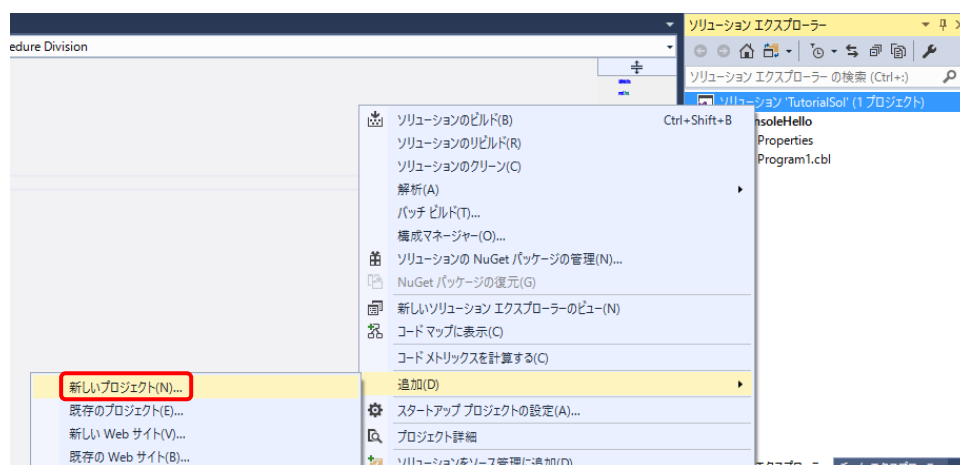 ソリューション エクスプローラー
edure Division
ソリューション エクスプローラー の検索 (Ctrl+:)
ソリューション 'TutorialSol' (1 プロジェクト)
nsoleHello
Properties
Program1.cbl
ソリューションのビルド(B) Ctrl+Shift+B
ソリューションのリビルド(R)
ソリューションのクリーン(C)
解析(A)
バッチ ビルド(T)...
構成マネージャー(O)...
ソリューションの NuGet パッケージの管理(N)...
NuGet パッケージの復元(G)
新しいソリューション エクスプローラーのビュー(N)
コード マップに表示(C)
コード メトリックスを計算する(C)
追加(D)
新しいプロジェクト(N)...
既存のプロジェクト(E)...
新しい Web サイト(V)...
既存の Web サイト(B)...
スタートアップ プロジェクトの設定(A)...
プロジェクト詳細
ソリューションをソース管理に追加(D)